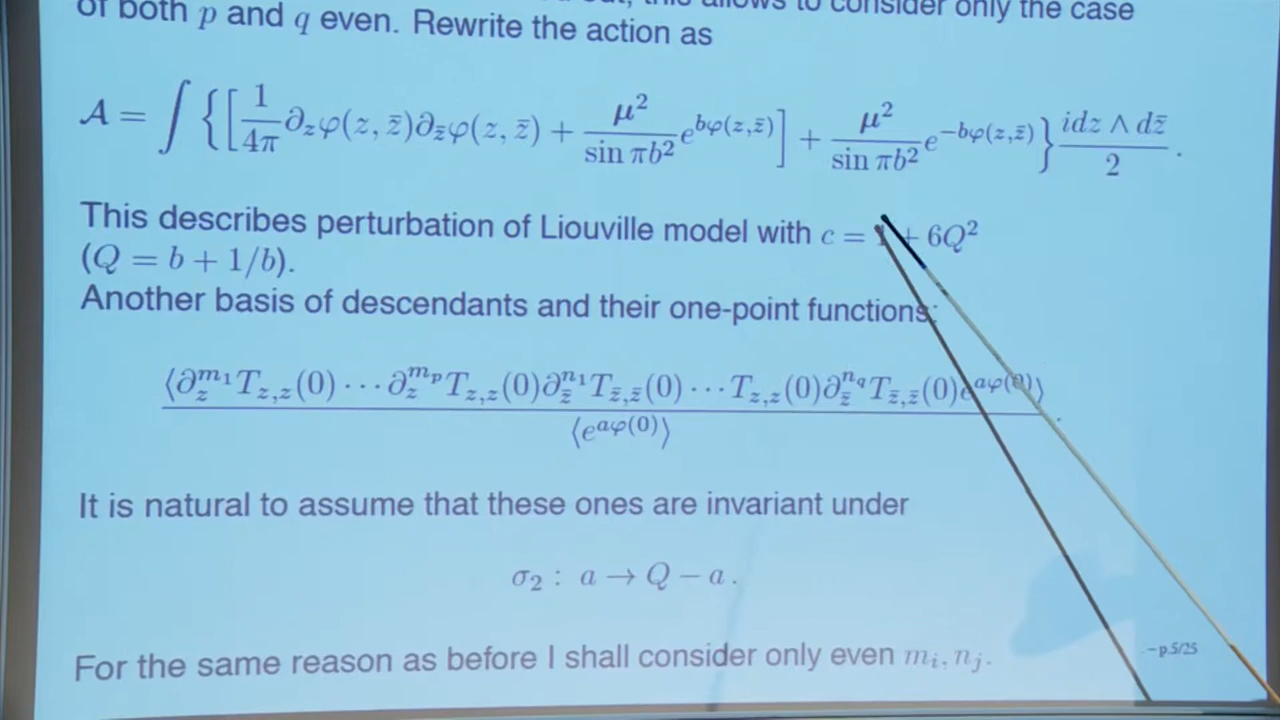 of both p and q even. Rewrite the action as
A = ∫ { [ 1/4π ∂_z φ(z, z̄) ∂_z̄ φ(z, z̄) + μ²/sin πb² e^{bφ(z,z̄)} ] + μ²/sin πb² e^{−bφ(z,z̄)} } idz ∧ dz̄ / 2 .
This describes perturbation of Liouville model with c = 1 + 6Q²
(Q = b + 1/b).
Another basis of descendants and their one-point functions:
⟨∂_z^{m_1} T_{z,z}(0) ··· ∂_z^{m_p} T_{z,z}(0) ∂_z̄^{n_1} T_{z̄,z̄}(0) ··· T_{z,z}(0) ∂_z̄^{n_q} T_{z̄,z̄}(0) e^{aφ(0)}⟩
⟨e^{aφ(0)}⟩ .
It is natural to assume that these ones are invariant under
σ₂ : a → Q − a .
For the same reason as before I shall consider only even m_i, n_j.
– p.5/25